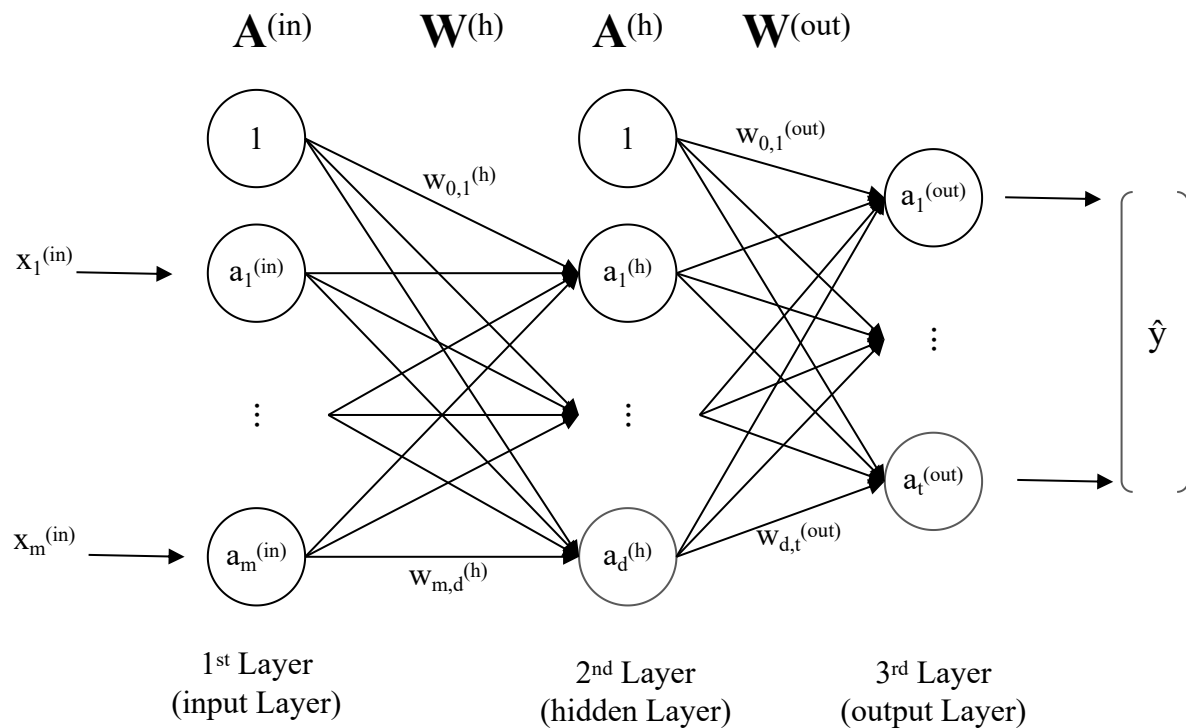 A(in) W(h) A(h) W(out)
1 1
w0,1(h) w0,1(out)
a1(out)
x1(in) a1(in) a1(h)
⋮ ŷ
⋮ ⋮
at(out)
xm(in) am(in) ad(h)
wm,d(h) wd,t(out)
1st Layer
(input Layer)
2nd Layer
(hidden Layer)
3rd Layer
(output Layer)